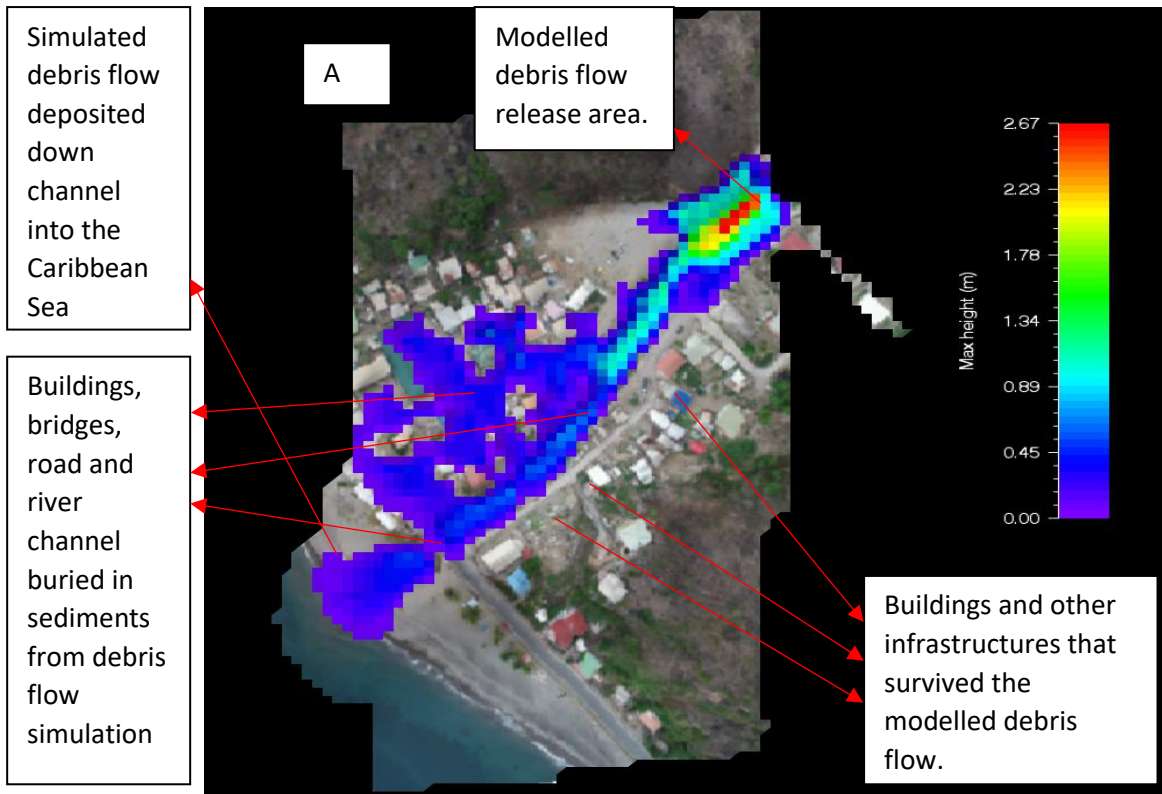 Simulated
debris flow
deposited
down
channel
into the
Caribbean
Sea
A
Modelled
debris flow
release area.
2.67
2.23
1.78
1.34
0.89
0.45
0.00
Max height (m)
Buildings,
bridges,
road and
river
channel
buried in
sediments
from debris
flow
simulation
Buildings and other
infrastructures that
survived the
modelled debris
flow.